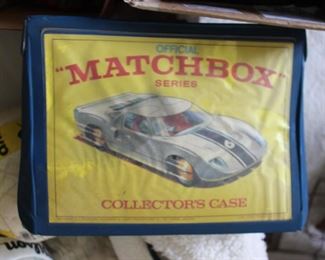 OFFICIAL
"MATCHBOX"
SERIES
COLLECTOR'S CASE